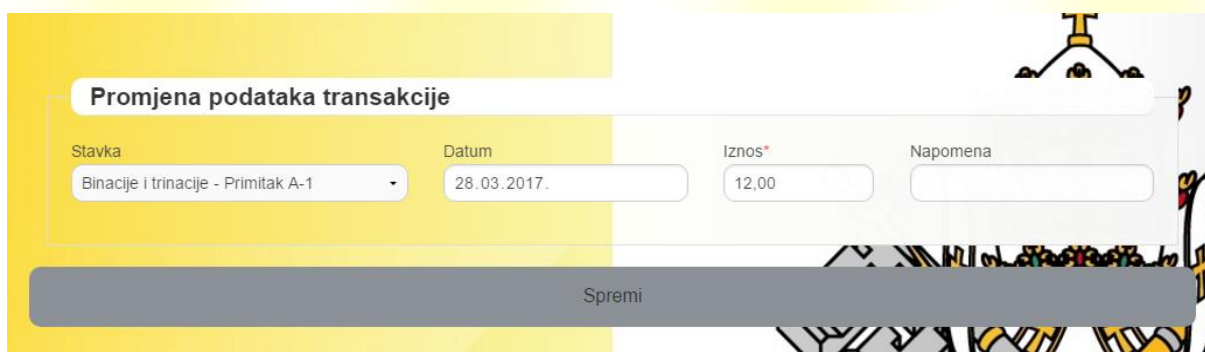 Promjena podataka transakcije
Stavka Datum Iznos* Napomena
Binacije i trinacije - Primitak A-1 28.03.2017. 12,00
Spremi